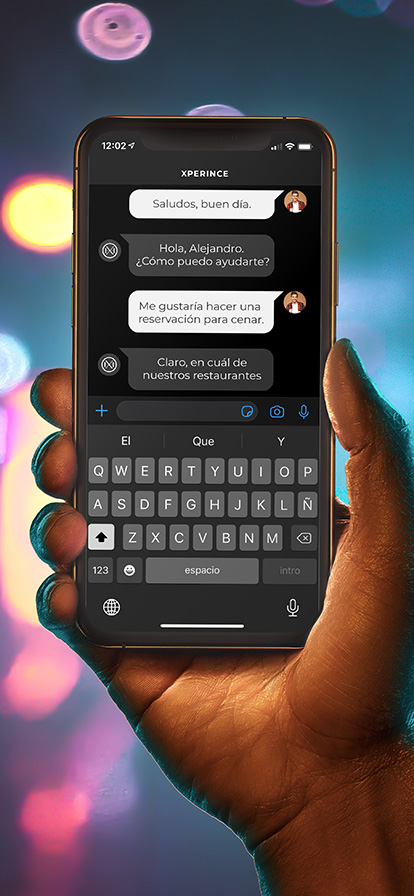 12:02
XPERINCE
Saludos, buen día.
Hola, Alejandro.
¿Cómo puedo ayudarte?
Me gustaría hacer una
reservación para cenar.
Claro, en cuál de
nuestros restaurantes
El Que Y
Q W E R T Y U I O P
A S D F G H J K L Ñ
Z X C V B N M
123 espacio intro